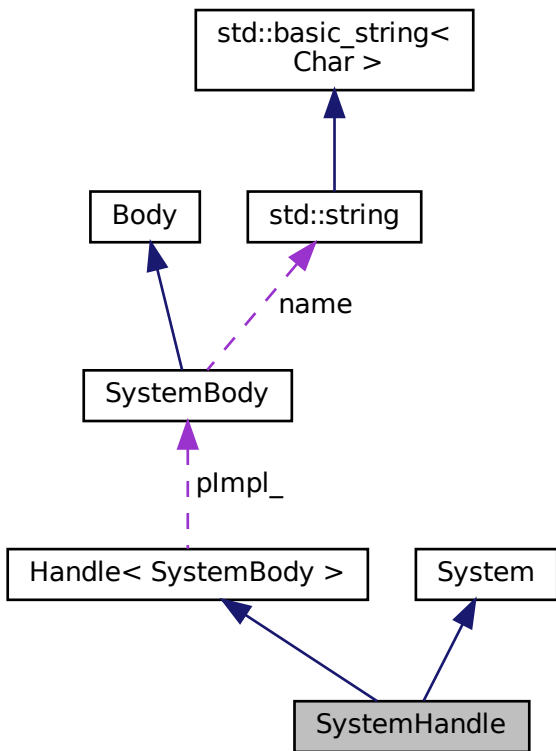 std::basic_string<
Char >
Body
std::string
name
SystemBody
pImpl_
Handle< SystemBody >
System
SystemHandle